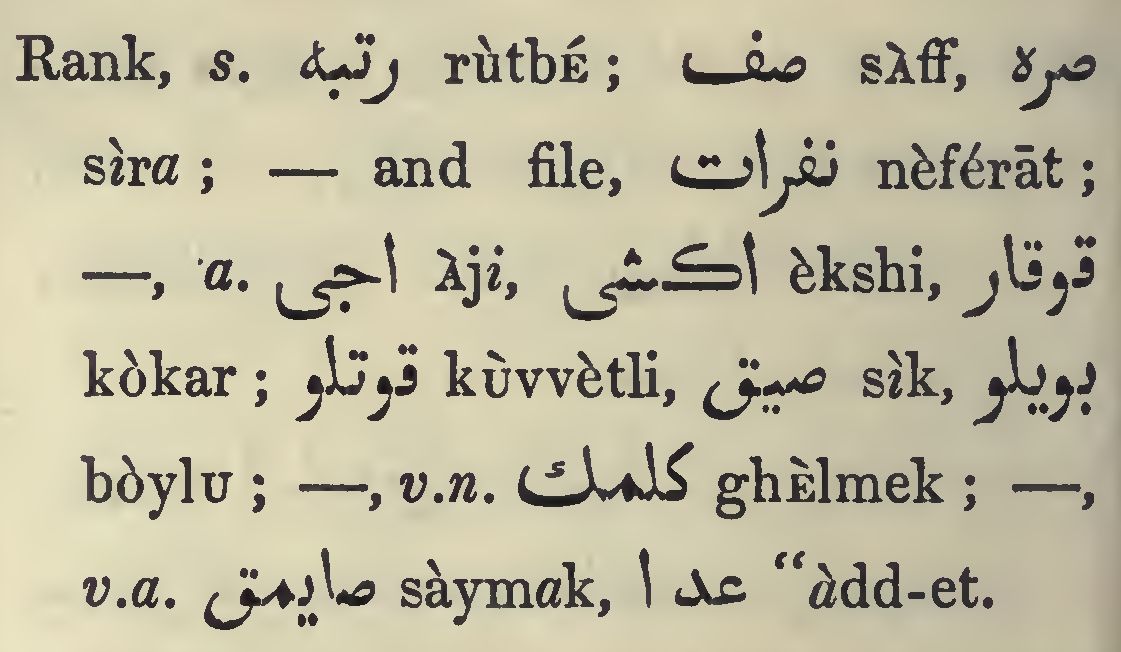 Rank, s. رتبه rùtbÉ ; صف sÀff, صره
sìra ; — and file, نفرات nèférāt ;
—, a. اجى Àji, اكشى èkshi, قوقار
kòkar ; قوتلو kùvvètli, صيق sìk, بويلو
bòylU ; —, v.n. كلمك ghÈlmek ; —,
v.a. صايمق sàymak, عد ا “àdd-et.